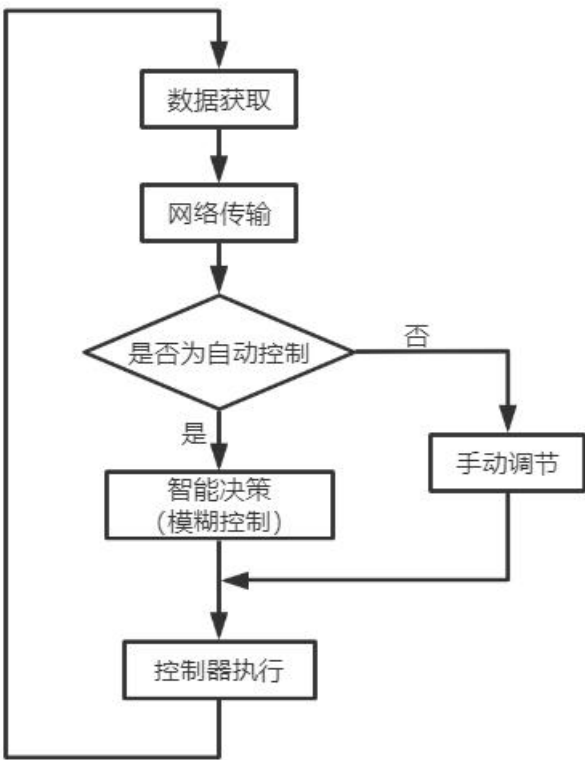 数据获取
网络传输
是否为自动控制
否
是
智能决策
（模糊控制）
手动调节
控制器执行